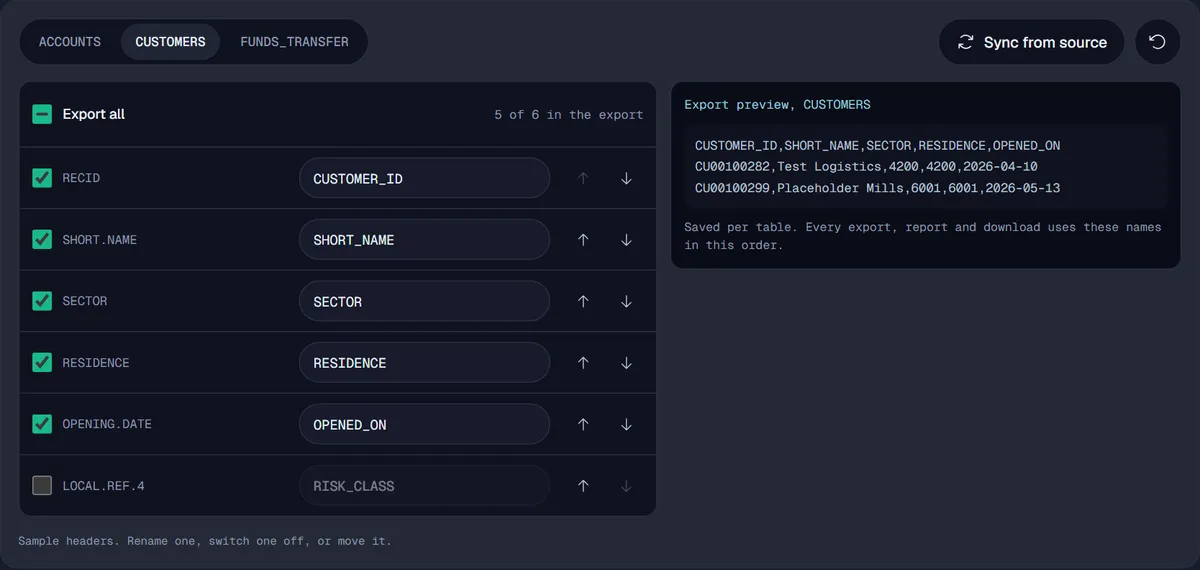 ACCOUNTS CUSTOMERS FUNDS_TRANSFER Sync from source
Export all 5 of 6 in the export
RECID CUSTOMER_ID
SHORT.NAME SHORT_NAME
SECTOR SECTOR
RESIDENCE RESIDENCE
OPENING.DATE OPENED_ON
LOCAL.REF.4 RISK_CLASS
Sample headers. Rename one, switch one off, or move it.
Export preview, CUSTOMERS
CUSTOMER_ID,SHORT_NAME,SECTOR,RESIDENCE,OPENED_ON
CU00100282,Test Logistics,4200,4200,2026-04-10
CU00100299,Placeholder Mills,6001,6001,2026-05-13
Saved per table. Every export, report and download uses these names
in this order.